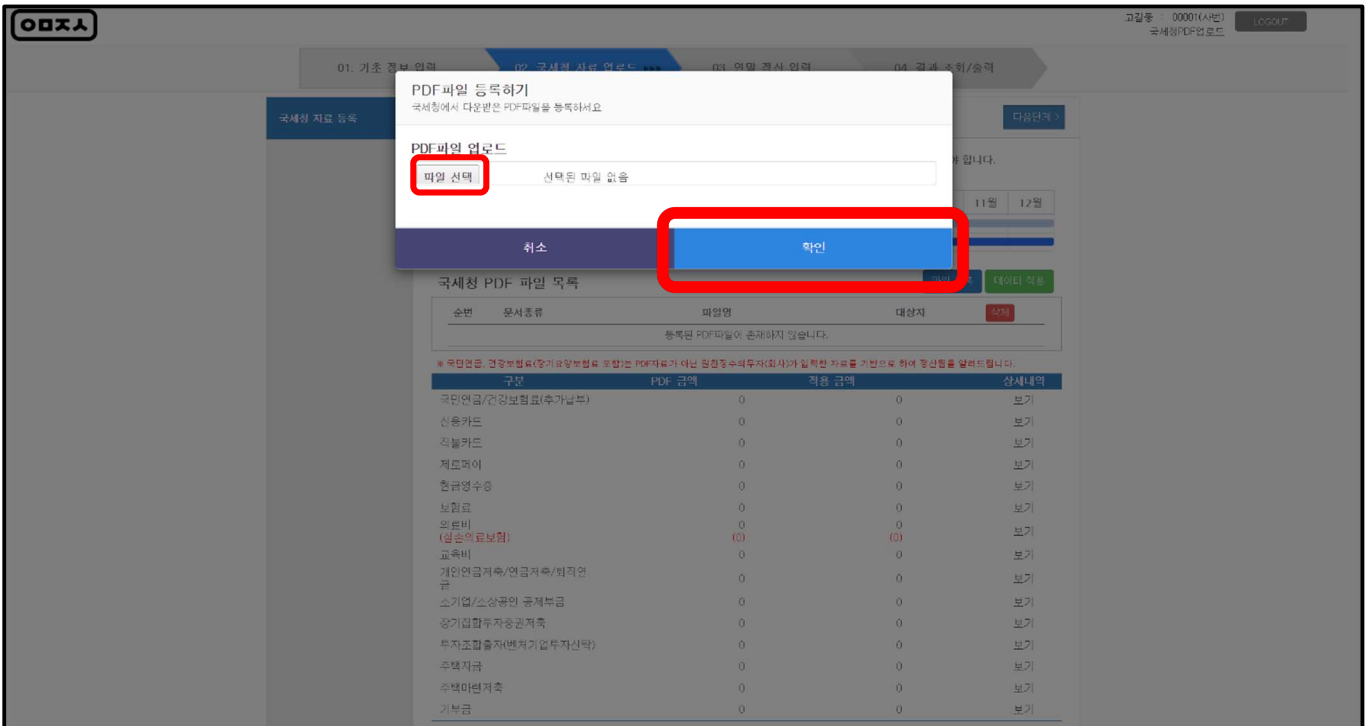 ㅇㅁㅈㅅ
고길동 : 00001(사번)
국세청PDF업로드
LOGOUT
01. 기초 정보 입력
02. 국세청 자료 업로드 >>>
03. 연말 정산 입력
04. 결과 조회/출력
국세청 자료 등록
다음단계 >
PDF파일 등록하기
국세청에서 다운받은 PDF파일을 등록하세요
PDF파일 업로드
파일 선택 선택된 파일 없음
야 합니다.
11월 12월
취소 확인
국세청 PDF 파일 목록
데이터 적용
순번 문서종류 파일명 대상자 삭제
등록된 PDF파일이 존재하지 않습니다.
※ 국민연금, 건강보험료(장기요양보험료 포함)는 PDF자료가 아닌 원천징수의무자(회사)가 입력한 자료를 기반으로 하여 정산됨을 알려드립니다.
구분 PDF 금액 적용 금액 상세내역
국민연금/건강보험료(추가납부) 0 0 보기
신용카드 0 0 보기
직불카드 0 0 보기
제로페이 0 0 보기
현금영수증 0 0 보기
보험료 0 0 보기
의료비 0 0 보기
(실손의료보험) (0) (0)
교육비 0 0 보기
개인연금저축/연금저축/퇴직연
금 0 0 보기
소기업/소상공인 공제부금 0 0 보기
장기집합투자증권저축 0 0 보기
투자조합출자(벤처기업투자신탁) 0 0 보기
주택자금 0 0 보기
주택마련저축 0 0 보기
기부금 0 0 보기